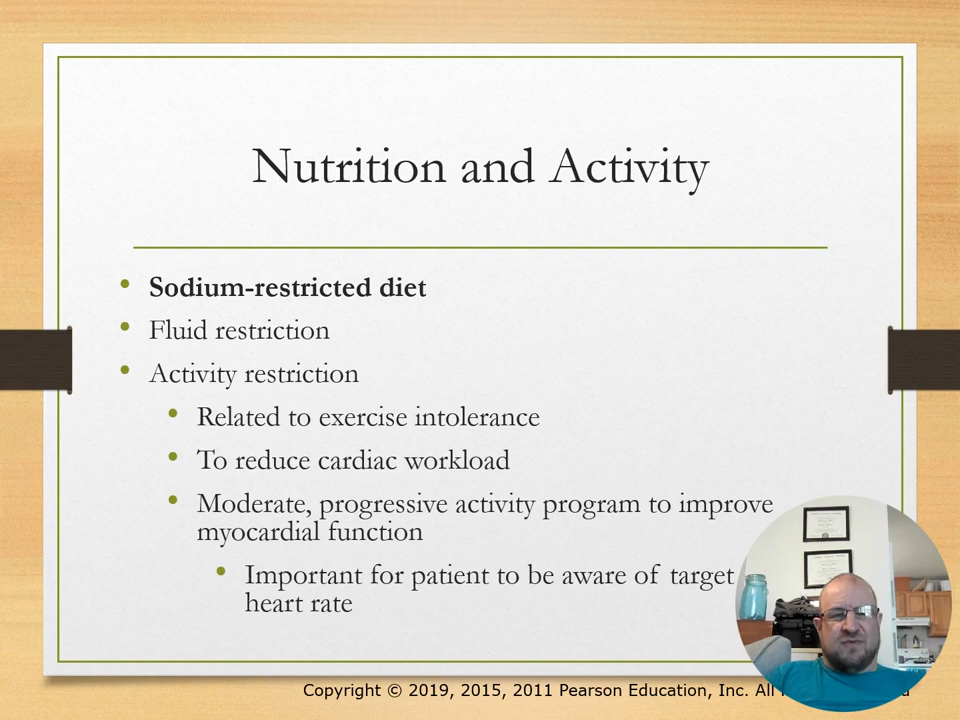 Nutrition and Activity
• Sodium-restricted diet
• Fluid restriction
• Activity restriction
• Related to exercise intolerance
• To reduce cardiac workload
• Moderate, progressive activity program to improve
myocardial function
• Important for patient to be aware of target
heart rate
Copyright © 2019, 2015, 2011 Pearson Education, Inc. All